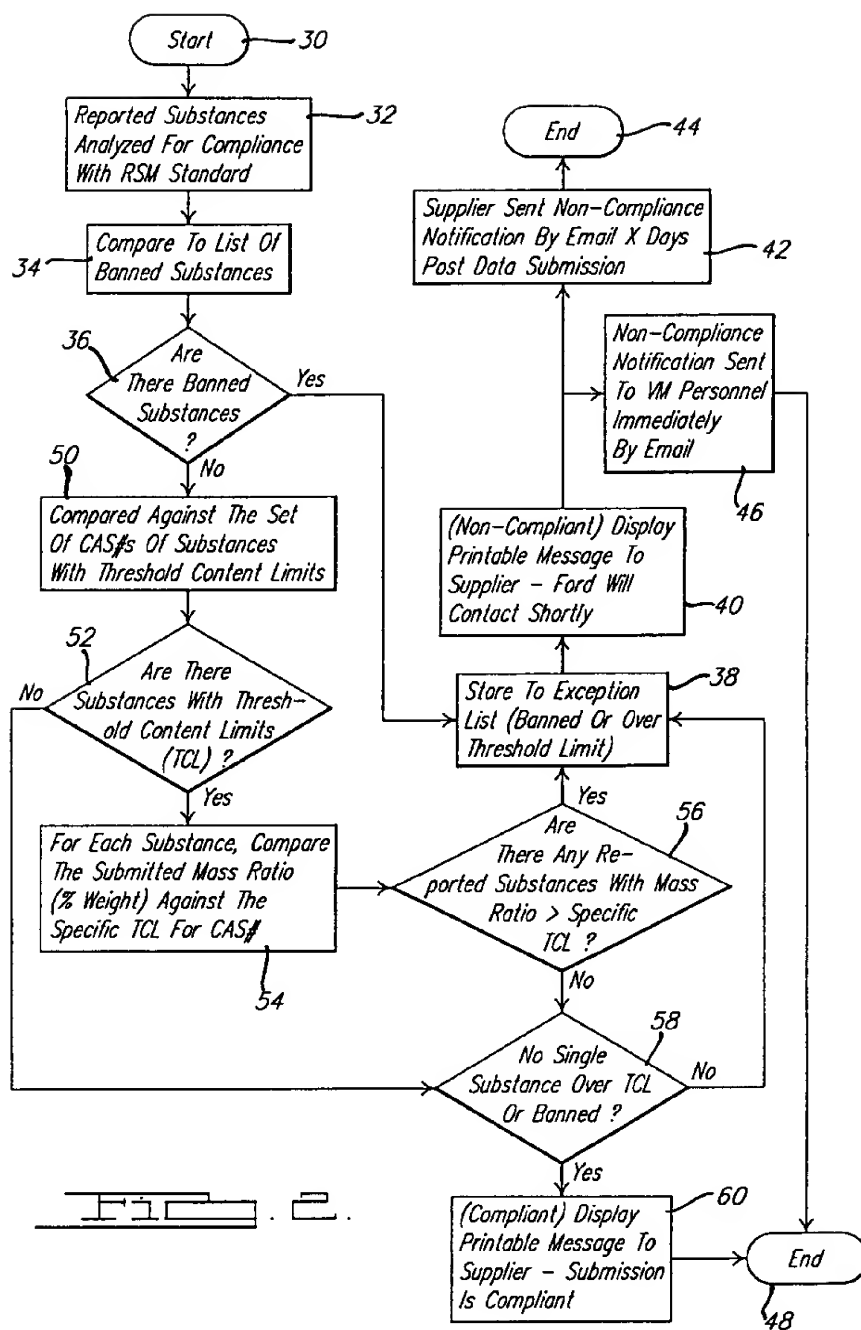 Start
30
Reported Substances
Analyzed For Compliance
With RSM Standard
32
Compare To List Of
Banned Substances
34
36
Are
There Banned
Substances
?
Yes
No
50
Compared Against The Set
Of CAS#s Of Substances
With Threshold Content Limits
52
Are There
Substances With Thresh-
old Content Limits
(TCL) ?
No
Yes
For Each Substance, Compare
The Submitted Mass Ratio
(% Weight) Against The
Specific TCL For CAS#
54
End
44
Supplier Sent Non-Compliance
Notification By Email X Days
Post Data Submission
42
Non-Compliance
Notification Sent
To VM Personnel
Immediately
By Email
46
(Non-Compliant) Display
Printable Message To
Supplier - Ford Will
Contact Shortly
40
Store To Exception
List (Banned Or Over
Threshold Limit)
38
Yes
Are
There Any Re-
ported Substances With Mass
Ratio > Specific
TCL ?
56
No
No Single
Substance Over TCL
Or Banned ?
58
No
Yes
(Compliant) Display
Printable Message To
Supplier - Submission
Is Compliant
60
End
48